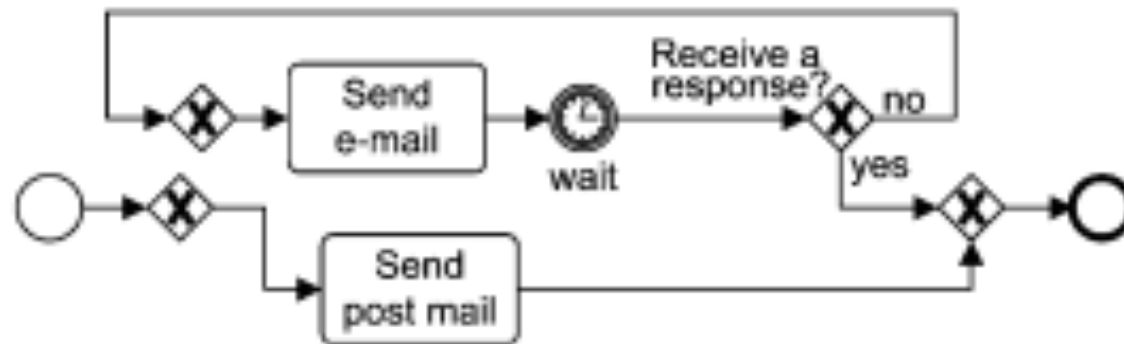 Receive a
response?
Send
e-mail
no
wait
yes
Send
post mail